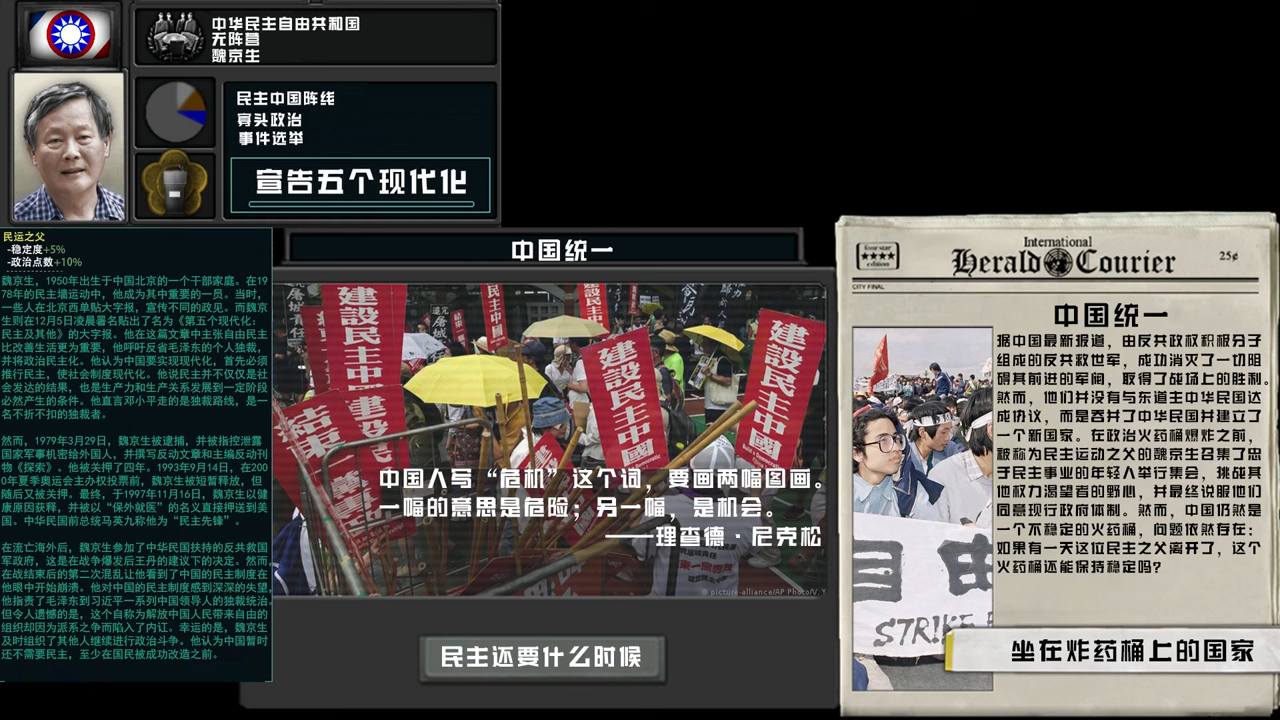 中华民主自由共和国
无阵营
魏京生
民主中国阵线
寡头政治
事件选举
宣告五个现代化
民运之父
-稳定度+5%
-政治点数+10%
魏京生，1950年出生于中国北京的一个干部家庭。在19
78年的民主墙运动中，他成为其中重要的一员。当时，
一些人在北京西单贴大字报，宣传不同的政见。而魏京
生则在12月5日凌晨署名贴出了名为《第五个现代化：
民主及其他》的大字报。他在这篇文章中主张自由民主
比改善生活更为重要，他呼吁反省毛泽东的个人独裁，
并将政治民主化。他认为中国要实现现代化，首先必须
推行民主，使社会制度现代化。他说民主并不仅仅是社
会发达的结果，也是生产力和生产关系发展到一定阶段
必然产生的条件。他直言邓小平走的是独裁路线，是一
名不折不扣的独裁者。
然而，1979年3月29日，魏京生被逮捕，并被指控泄露
国家军事机密给外国人，并撰写反动文章和主编反动刊
物《探索》。他被关押了四年。1993年9月14日，在200
0年夏季奥运会主办权投票前，魏京生被短暂释放，但
随后又被关押。最终，于1997年11月16日，魏京生以健
康原因获释，并被以“保外就医”的名义直接押送到美
国。中华民国前总统马英九称他为“民主先锋”。
在流亡海外后，魏京生参加了中华民国扶持的反共救国
军政府，这是在战争爆发后王丹的建议下的决定。然而，
在战结束后的第二次混乱让他看到了中国的民主制度在
他眼中开始崩溃。他对中国的民主制度感到深深的失望，
他指责了毛泽东到习近平一系列中国领导人的独裁统治。
但令人遗憾的是，这个自称为解放中国人民带来自由的
组织却因为派系之争而陷入了内讧。幸运的是，魏京生
及时组织了其他人继续进行政治斗争。他认为中国暂时
还不需要民主，至少在国民被成功改造之前。
中国统一
建設民主中國
建設民主中
建設民主中國
建設民主中國
結束
中国人写“危机”这个词，要画两幅图画。
一幅的意思是危险；另一幅，是机会。
——理查德·尼克松
© picture-alliance/AP Photo/V. Y
民主还要什么时候
four star
★★★★
edition
International
Herald Courier
25¢
CITY FINAL
中国统一
据中国最新报道，由反共政权积极分子
组成的反共救世军，成功消灭了一切阻
碍其前进的军阀，取得了战场上的胜利。
然而，他们并没有与东道主中华民国达
成协议，而是吞并了中华民国并建立了
一个新国家。在政治火药桶爆炸之前，
被称为民主运动之父的魏京生召集了忠
于民主事业的年轻人举行集会，挑战其
他权力渴望者的野心，并最终说服他们
同意现行政府体制。然而，中国仍然是
一个不稳定的火药桶，问题依然存在：
如果有一天这位民主之父离开了，这个
火药桶还能保持稳定吗？
自由
STRIKE
坐在炸药桶上的国家